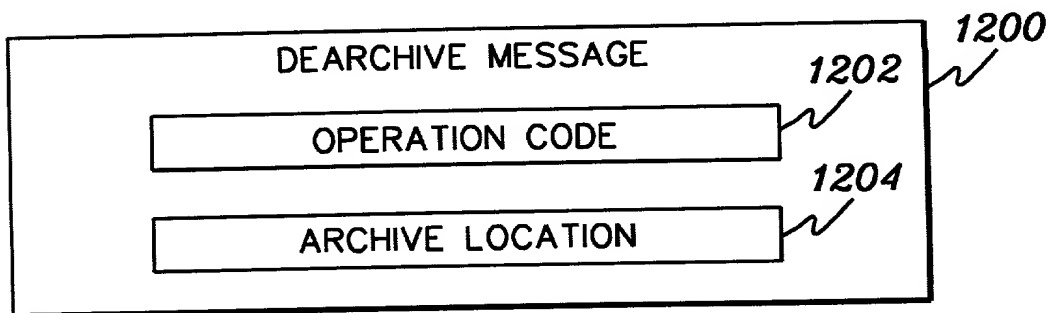 1200
DEARCHIVE MESSAGE
1202
OPERATION CODE
1204
ARCHIVE LOCATION